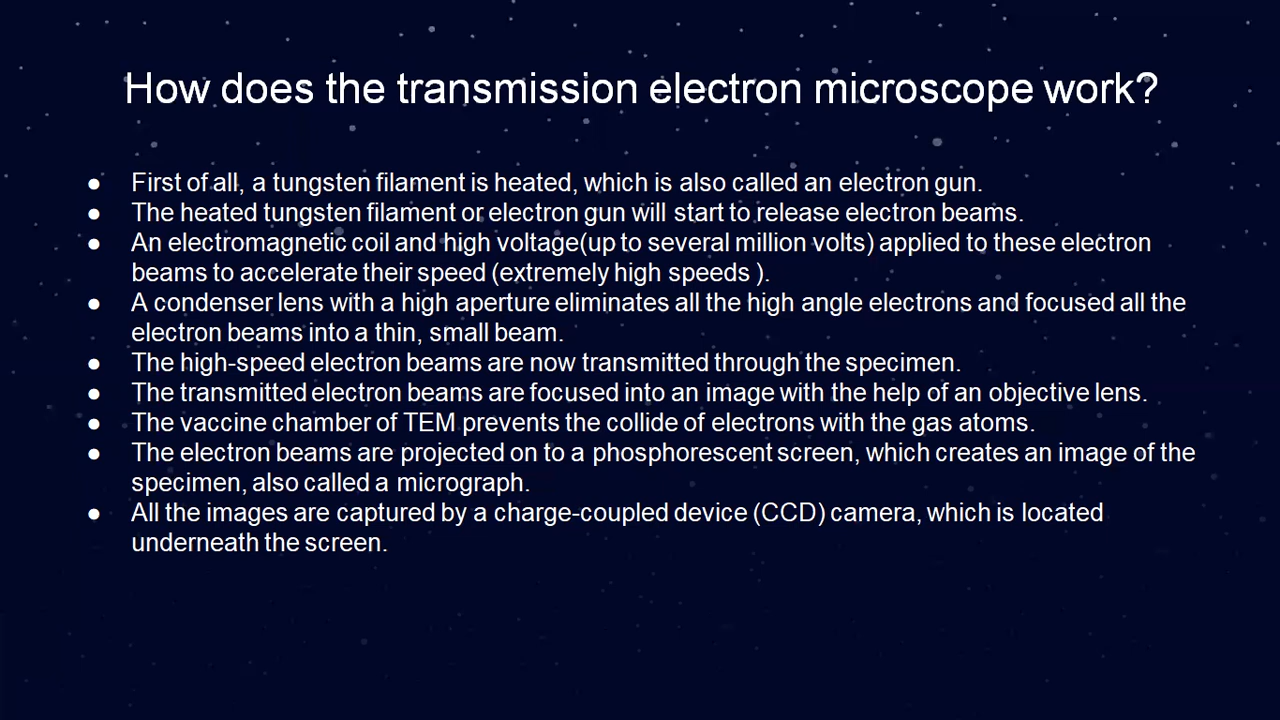 How does the transmission electron microscope work?
● First of all, a tungsten filament is heated, which is also called an electron gun.
● The heated tungsten filament or electron gun will start to release electron beams.
● An electromagnetic coil and high voltage(up to several million volts) applied to these electron
beams to accelerate their speed (extremely high speeds ).
● A condenser lens with a high aperture eliminates all the high angle electrons and focused all the
electron beams into a thin, small beam.
● The high-speed electron beams are now transmitted through the specimen.
● The transmitted electron beams are focused into an image with the help of an objective lens.
● The vaccine chamber of TEM prevents the collide of electrons with the gas atoms.
● The electron beams are projected on to a phosphorescent screen, which creates an image of the
specimen, also called a micrograph.
● All the images are captured by a charge-coupled device (CCD) camera, which is located
underneath the screen.